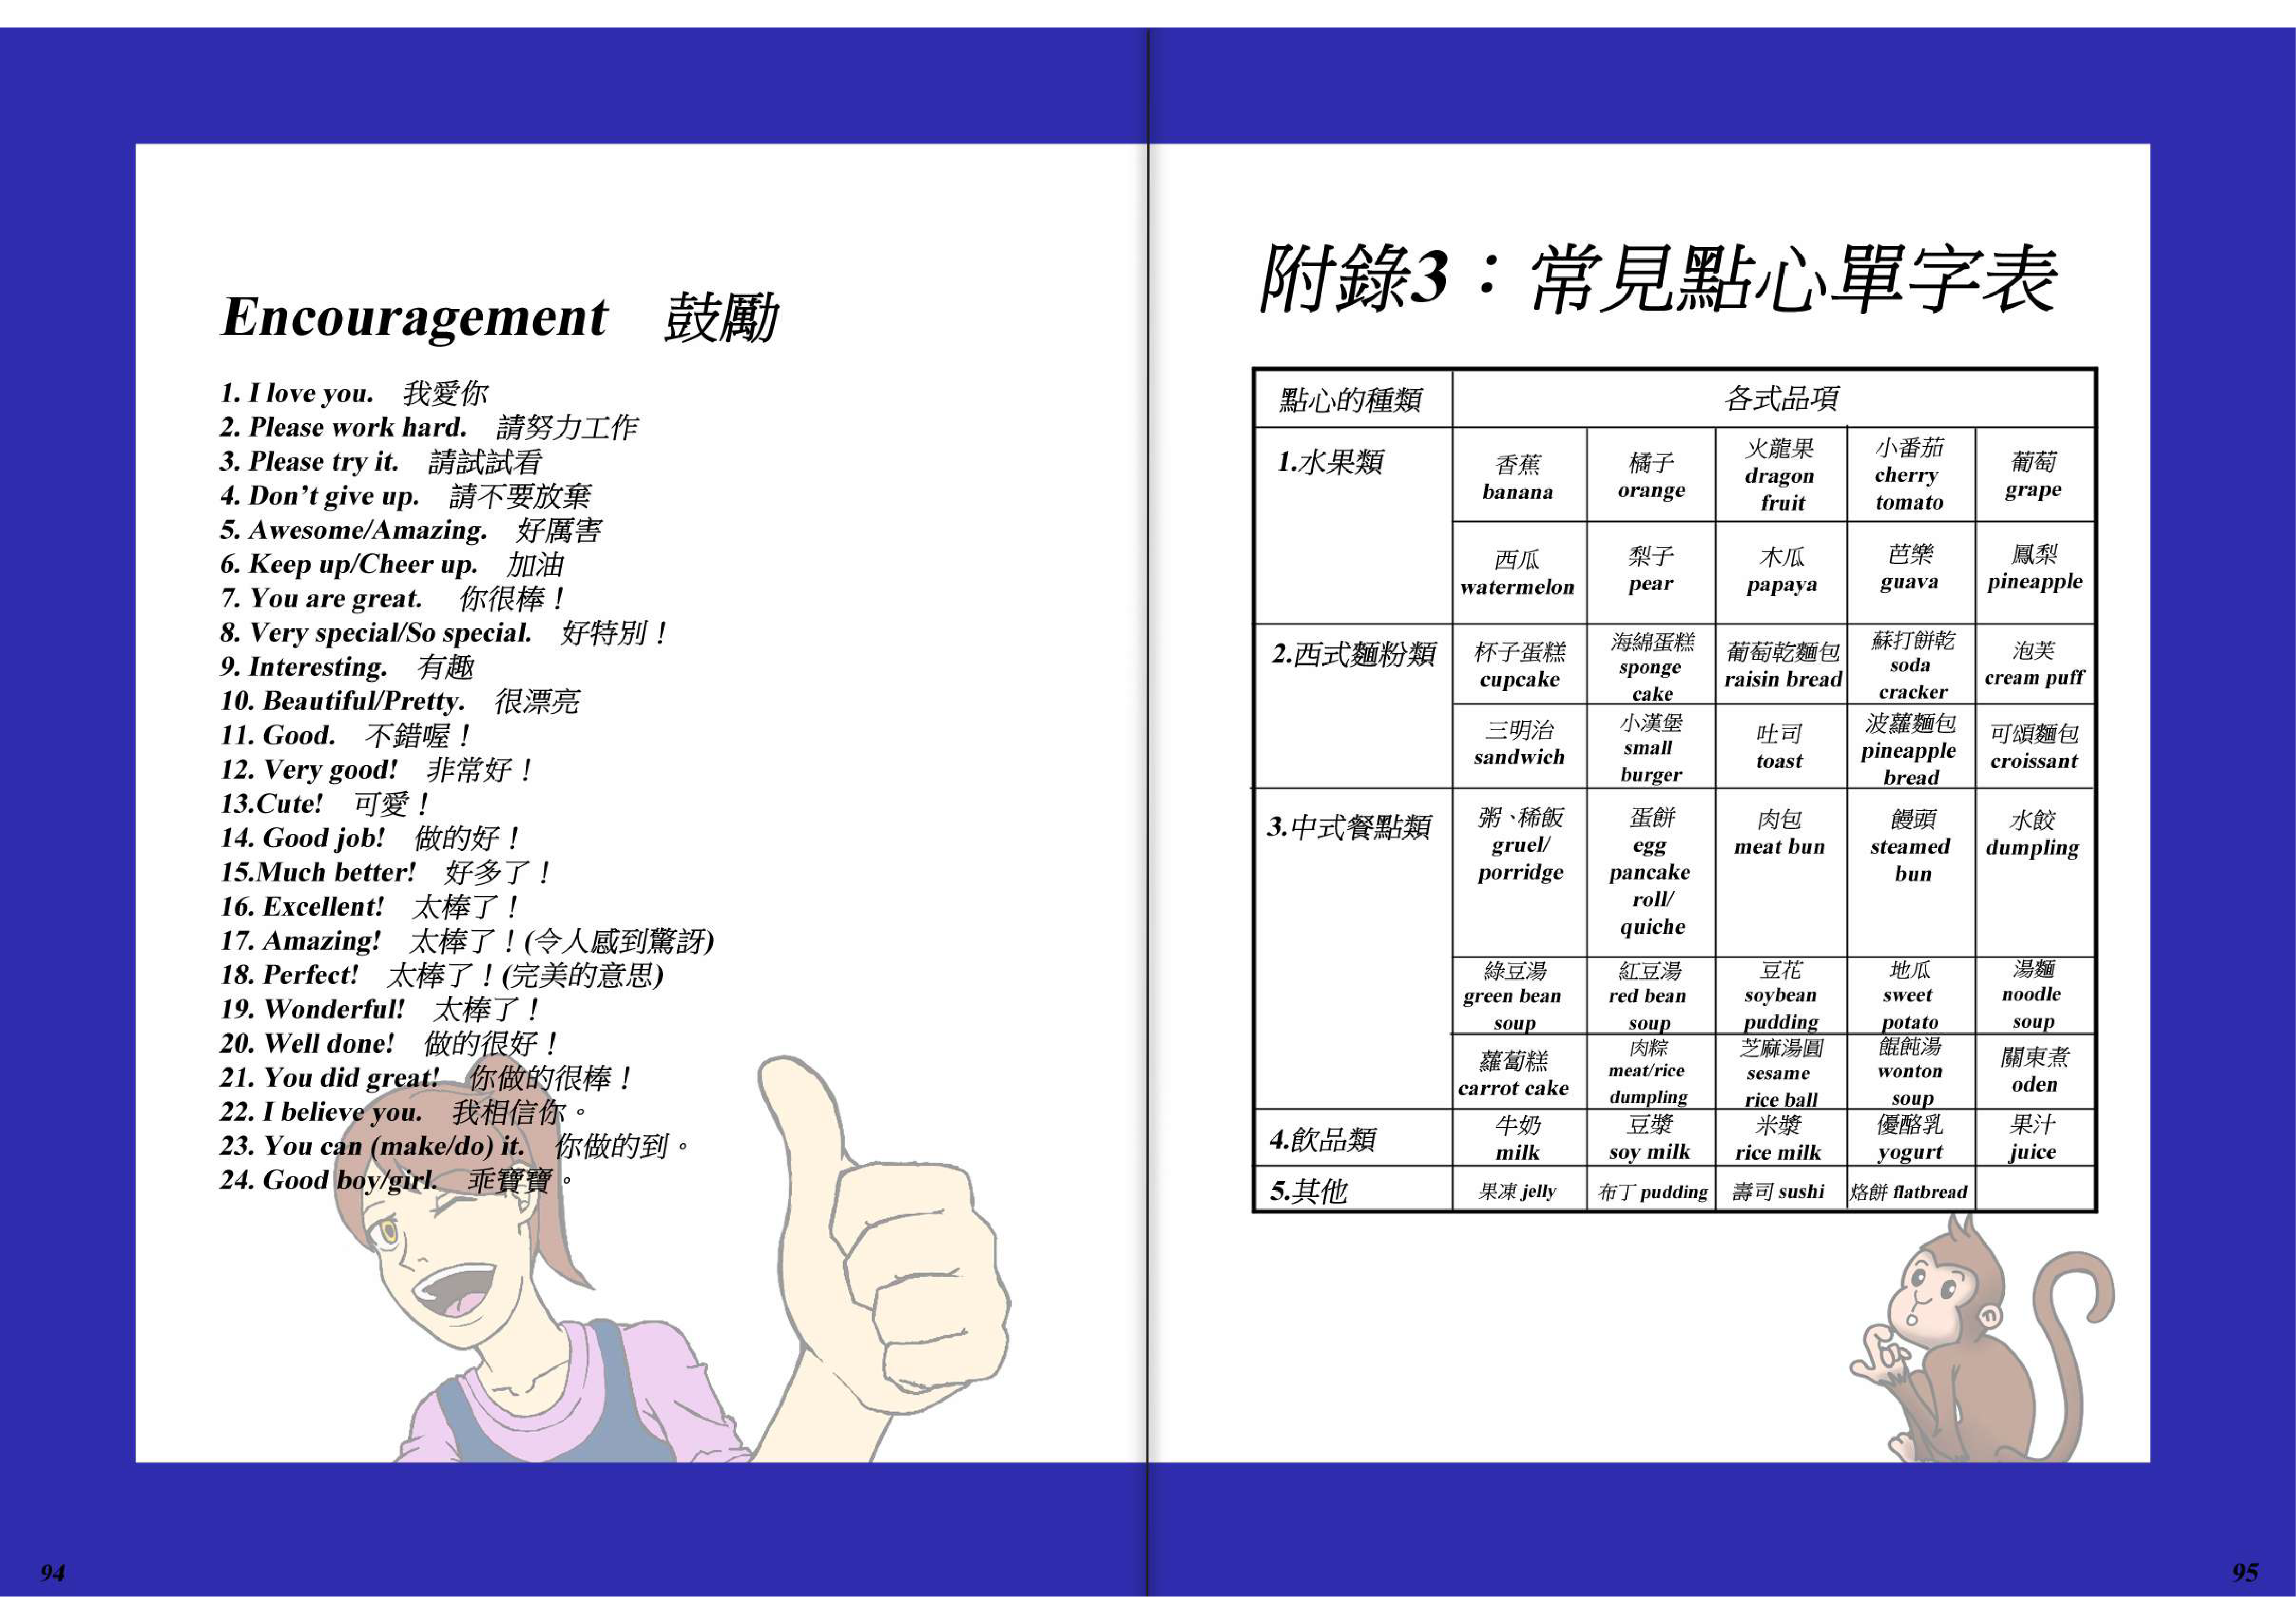 Encouragement 鼓勵
1. I love you. 我愛你
2. Please work hard. 請努力工作
3. Please try it. 請試試看
4. Don’t give up. 請不要放棄
5. Awesome/Amazing. 好厲害
6. Keep up/Cheer up. 加油
7. You are great. 你很棒！
8. Very special/So special. 好特別！
9. Interesting. 有趣
10. Beautiful/Pretty. 很漂亮
11. Good. 不錯喔！
12. Very good! 非常好！
13.Cute! 可愛！
14. Good job! 做的好！
15.Much better! 好多了！
16. Excellent! 太棒了！
17. Amazing! 太棒了！(令人感到驚訝)
18. Perfect! 太棒了！(完美的意思)
19. Wonderful! 太棒了！
20. Well done! 做的很好！
21. You did great! 你做的很棒！
22. I believe you. 我相信你。
23. You can (make/do) it. 你做的到。
24. Good boy/girl. 乖寶寶。
94
附錄3：常見點心單字表
點心的種類 各式品項
1.水果類
香蕉
banana
橘子
orange
火龍果
dragon
fruit
小番茄
cherry
tomato
葡萄
grape
西瓜
watermelon
梨子
pear
木瓜
papaya
芭樂
guava
鳳梨
pineapple
2.西式麵粉類
杯子蛋糕
cupcake
海綿蛋糕
sponge
cake
葡萄乾麵包
raisin bread
蘇打餅乾
soda
cracker
泡芙
cream puff
三明治
sandwich
小漢堡
small
burger
吐司
toast
波蘿麵包
pineapple
bread
可頌麵包
croissant
3.中式餐點類
粥、稀飯
gruel/
porridge
蛋餅
egg
pancake
roll/
quiche
肉包
meat bun
饅頭
steamed
bun
水餃
dumpling
綠豆湯
green bean
soup
紅豆湯
red bean
soup
豆花
soybean
pudding
地瓜
sweet
potato
湯麵
noodle
soup
蘿蔔糕
carrot cake
肉粽
meat/rice
dumpling
芝麻湯圓
sesame
rice ball
餛飩湯
wonton
soup
關東煮
oden
4.飲品類
牛奶
milk
豆漿
soy milk
米漿
rice milk
優酪乳
yogurt
果汁
juice
5.其他
果凍 jelly
布丁 pudding
壽司 sushi
烙餅 flatbread
95